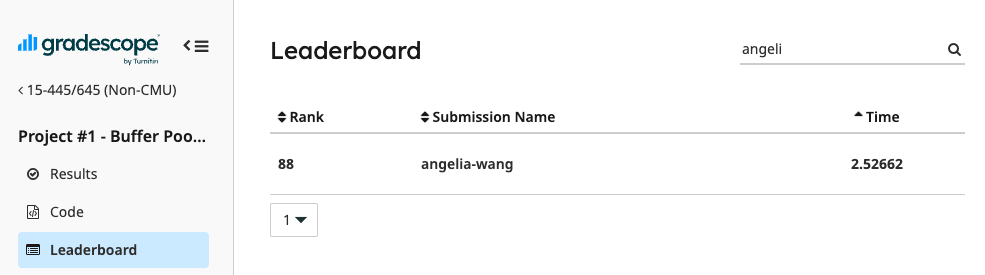 gradescope
by Turnitin
15-445/645 (Non-CMU)
Project #1 - Buffer Poo...
Results
Code
Leaderboard
Leaderboard
angeli
Rank Submission Name Time
88 angelia-wang 2.52662
1